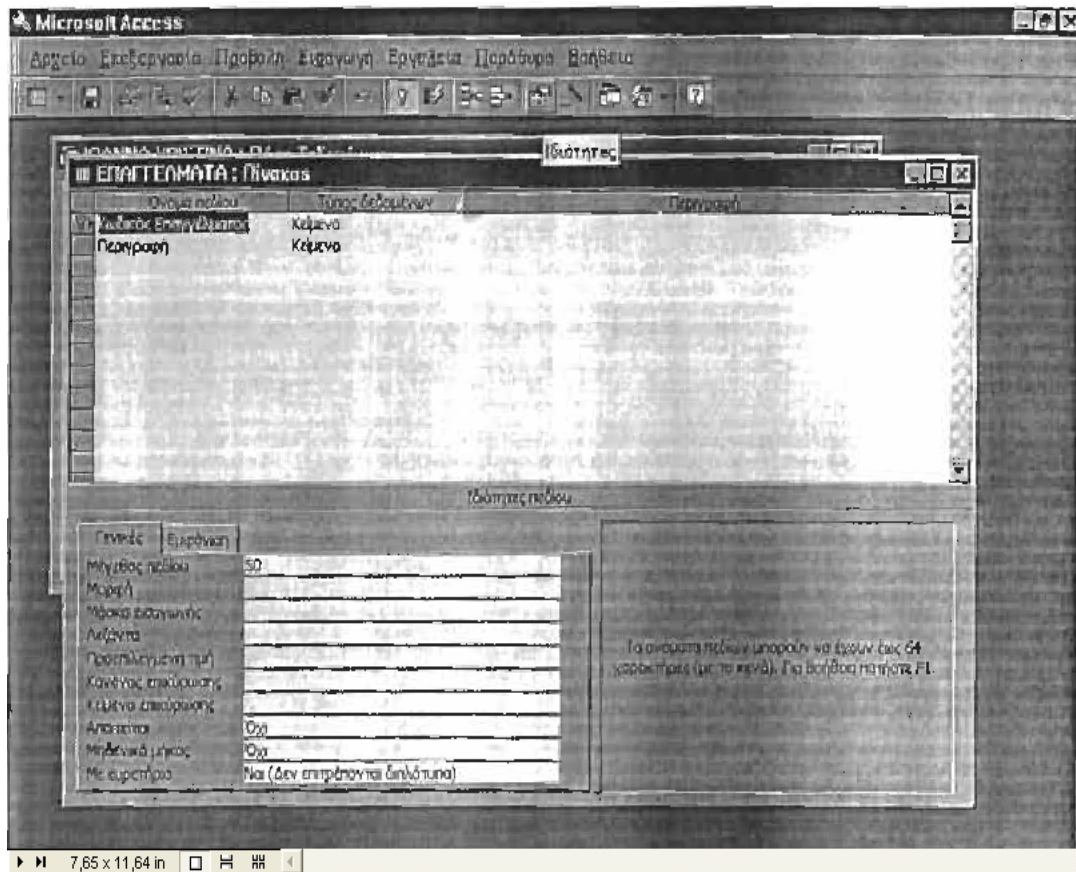 Microsoft Access
Αρχείο Επεξεργασία Προβολή Εισαγωγή Εργαλεία Παράθυρο Βοήθεια
Ιδιότητες
ΕΠΑΓΓΕΛΜΑΤΑ : Πίνακας
Όνομα πεδίου Τύπος δεδομένων Περιγραφή
Κωδικός Επαγγέλματος Κείμενο
Περιγραφή Κείμενο
Ιδιότητες πεδίου
Γενικές Εμφάνιση
Μέγεθος πεδίου 50
Μορφή
Μάσκα εισαγωγής
Λεζάντα
Προεπιλεγμένη τιμή
Κανόνας επικύρωσης
Κείμενο επικύρωσης
Απαιτείται Όχι
Μηδενικό μήκος Όχι
Με ευρετήριο Ναι (Δεν επιτρέπονται διπλότυπα)
Τα ονόματα πεδίων μπορούν να έχουν έως 64
χαρακτήρες (με τα κενά). Για βοήθεια πατήστε F1.
7,65 x 11,64 in